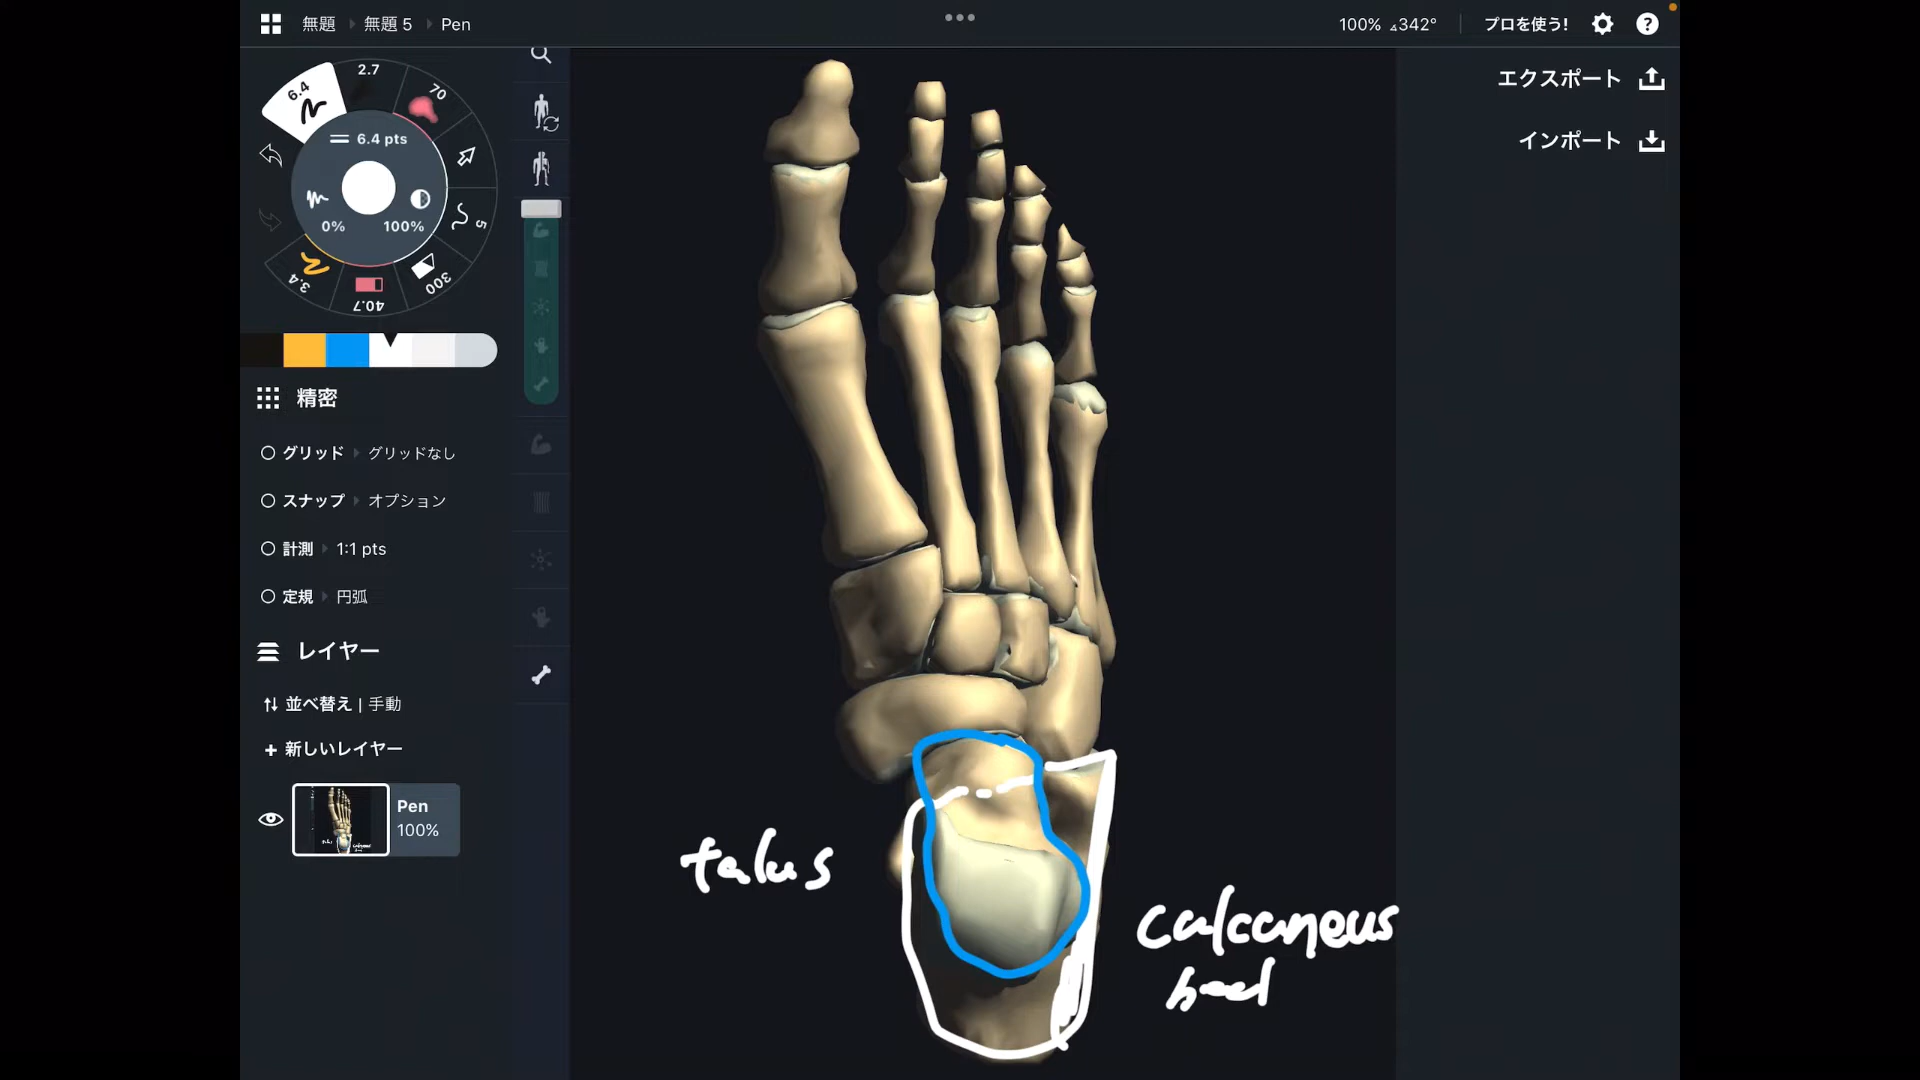 無題 無題 5 Pen
100% ⊿342°
プロを使う!
エクスポート
インポート
6.4
2.7
70
5
300
40.7
3.4
6.4 pts
0% 100%
精密
グリッド グリッドなし
スナップ オプション
計測 1:1 pts
定規 円弧
レイヤー
並べ替え | 手動
+ 新しいレイヤー
Pen
100%
talus
calcaneus
heel